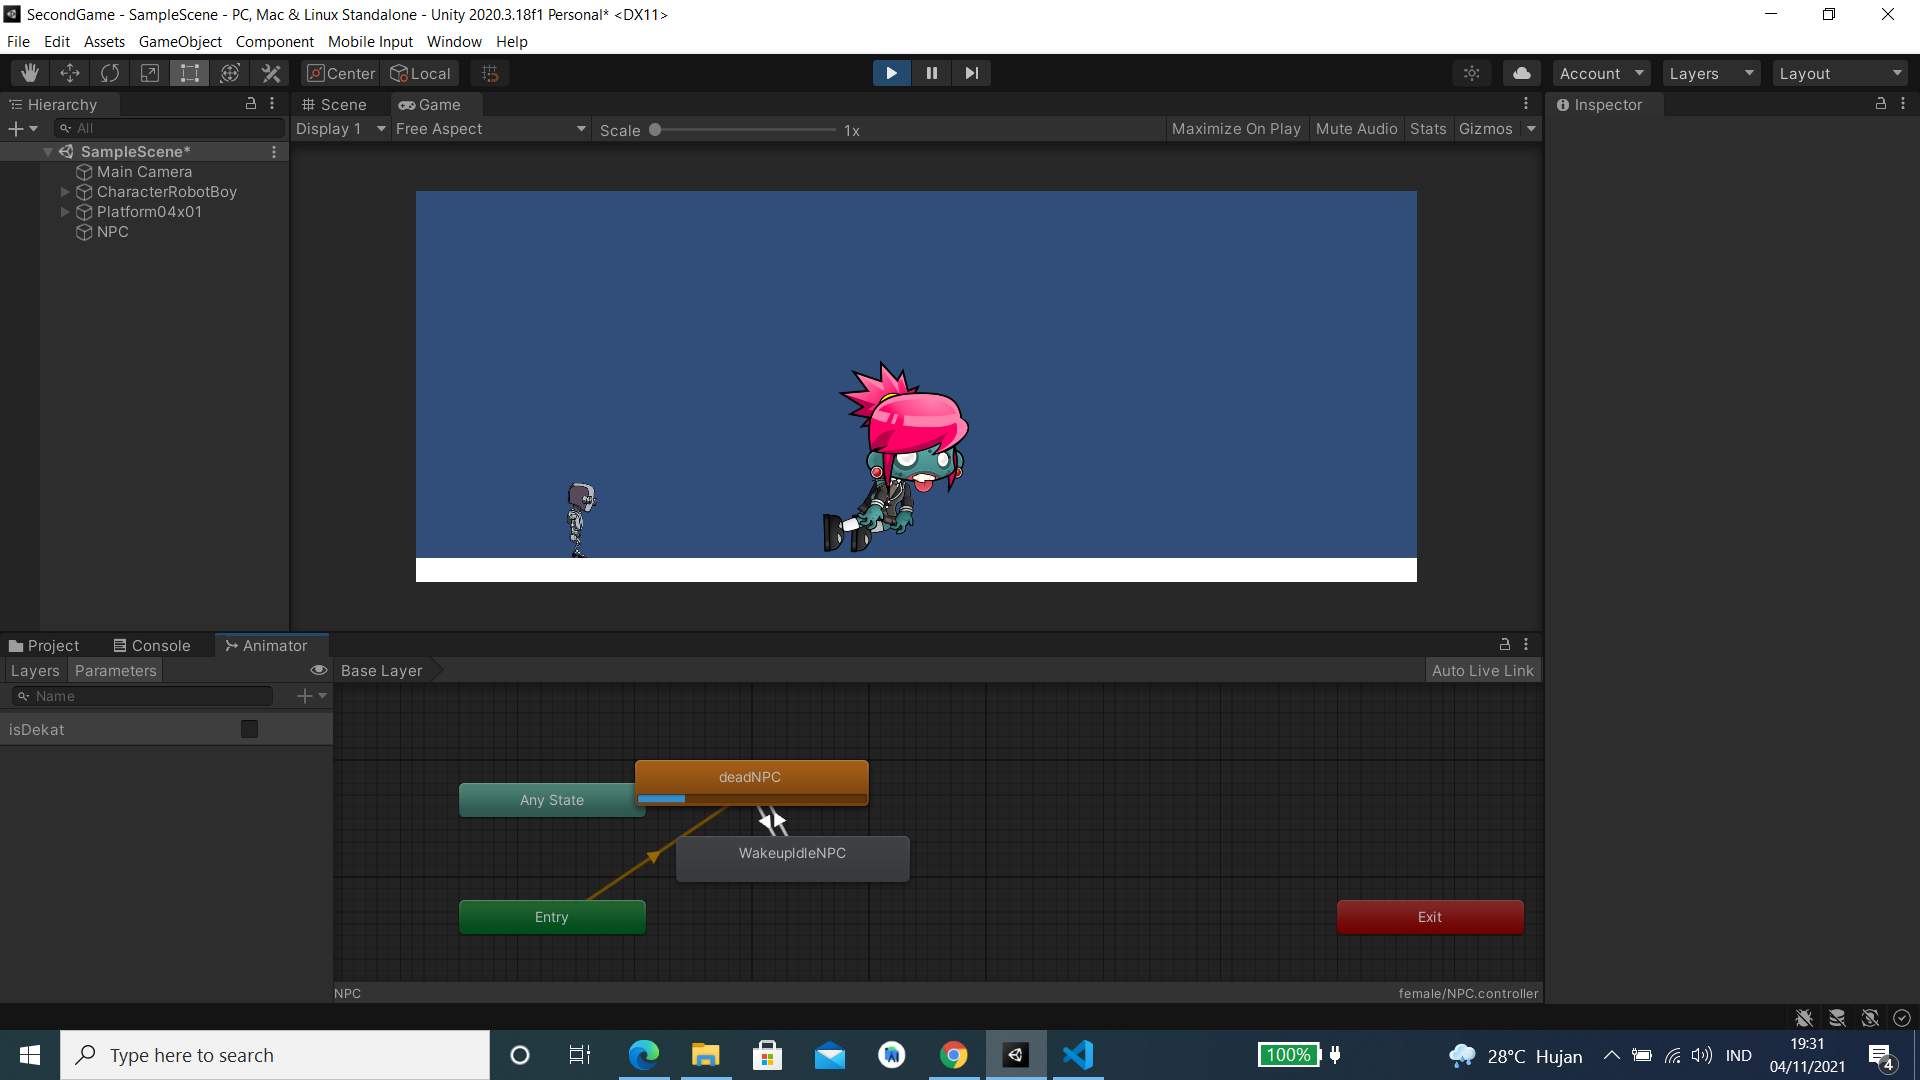 SecondGame - SampleScene - PC, Mac & Linux Standalone - Unity 2020.3.18f1 Personal* <DX11>
File Edit Assets GameObject Component Mobile Input Window Help
Center Local Account Layers Layout
Hierarchy Scene Game Inspector
All Display 1 Free Aspect Scale 1x Maximize On Play Mute Audio Stats Gizmos
SampleScene*
Main Camera
CharacterRobotBoy
Platform04x01
NPC
Project Console Animator
Layers Parameters Base Layer Auto Live Link
Name
isDekat
deadNPC
Any State
WakeupIdleNPC
Entry Exit
NPC female/NPC.controller
Type here to search 100% 28°C Hujan IND 19:31
04/11/2021
4